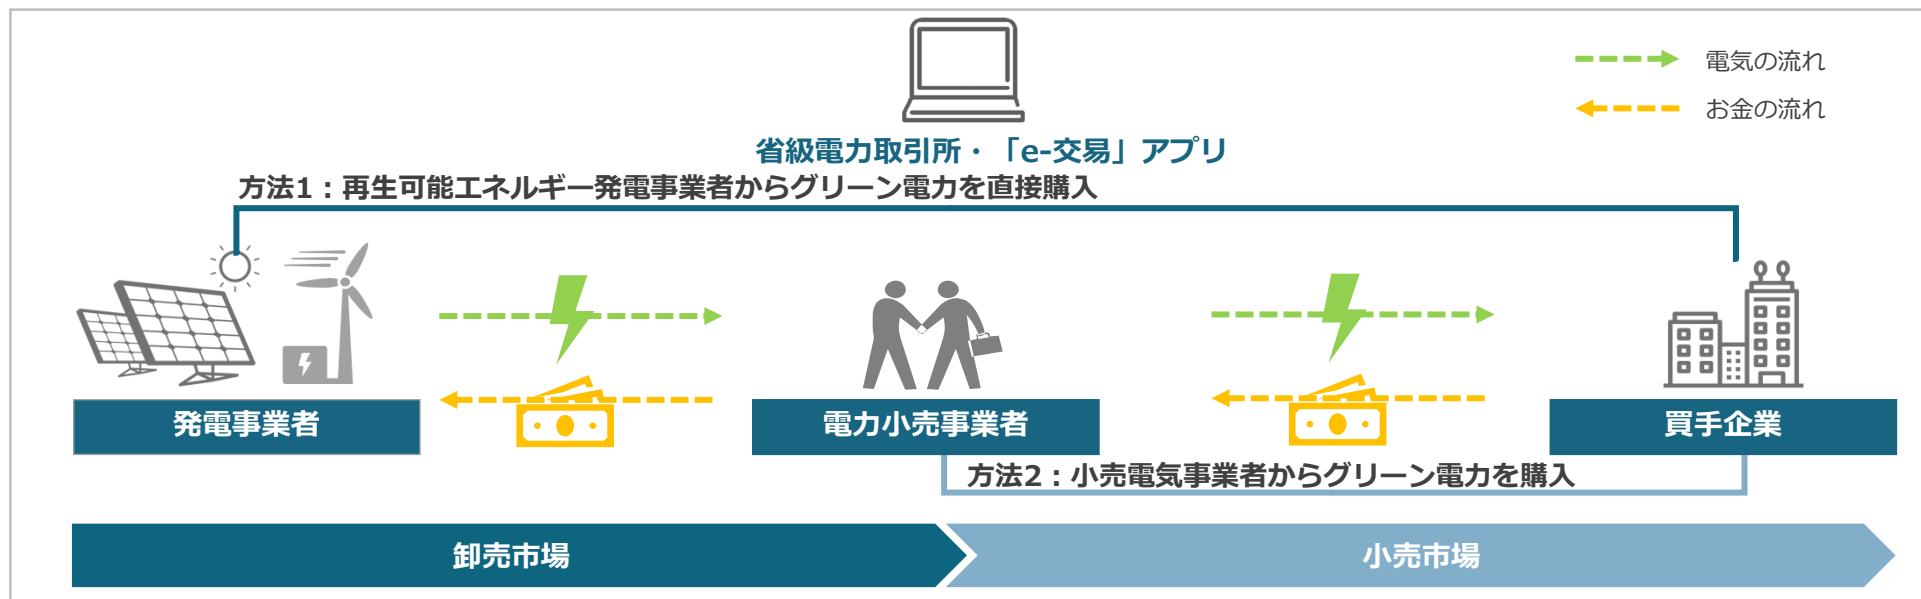 電気の流れ
お金の流れ
省級電力取引所・「e-交易」アプリ
方法1：再生可能エネルギー発電事業者からグリーン電力を直接購入
発電事業者
電力小売事業者
買手企業
方法2：小売電気事業者からグリーン電力を購入
卸売市場
小売市場